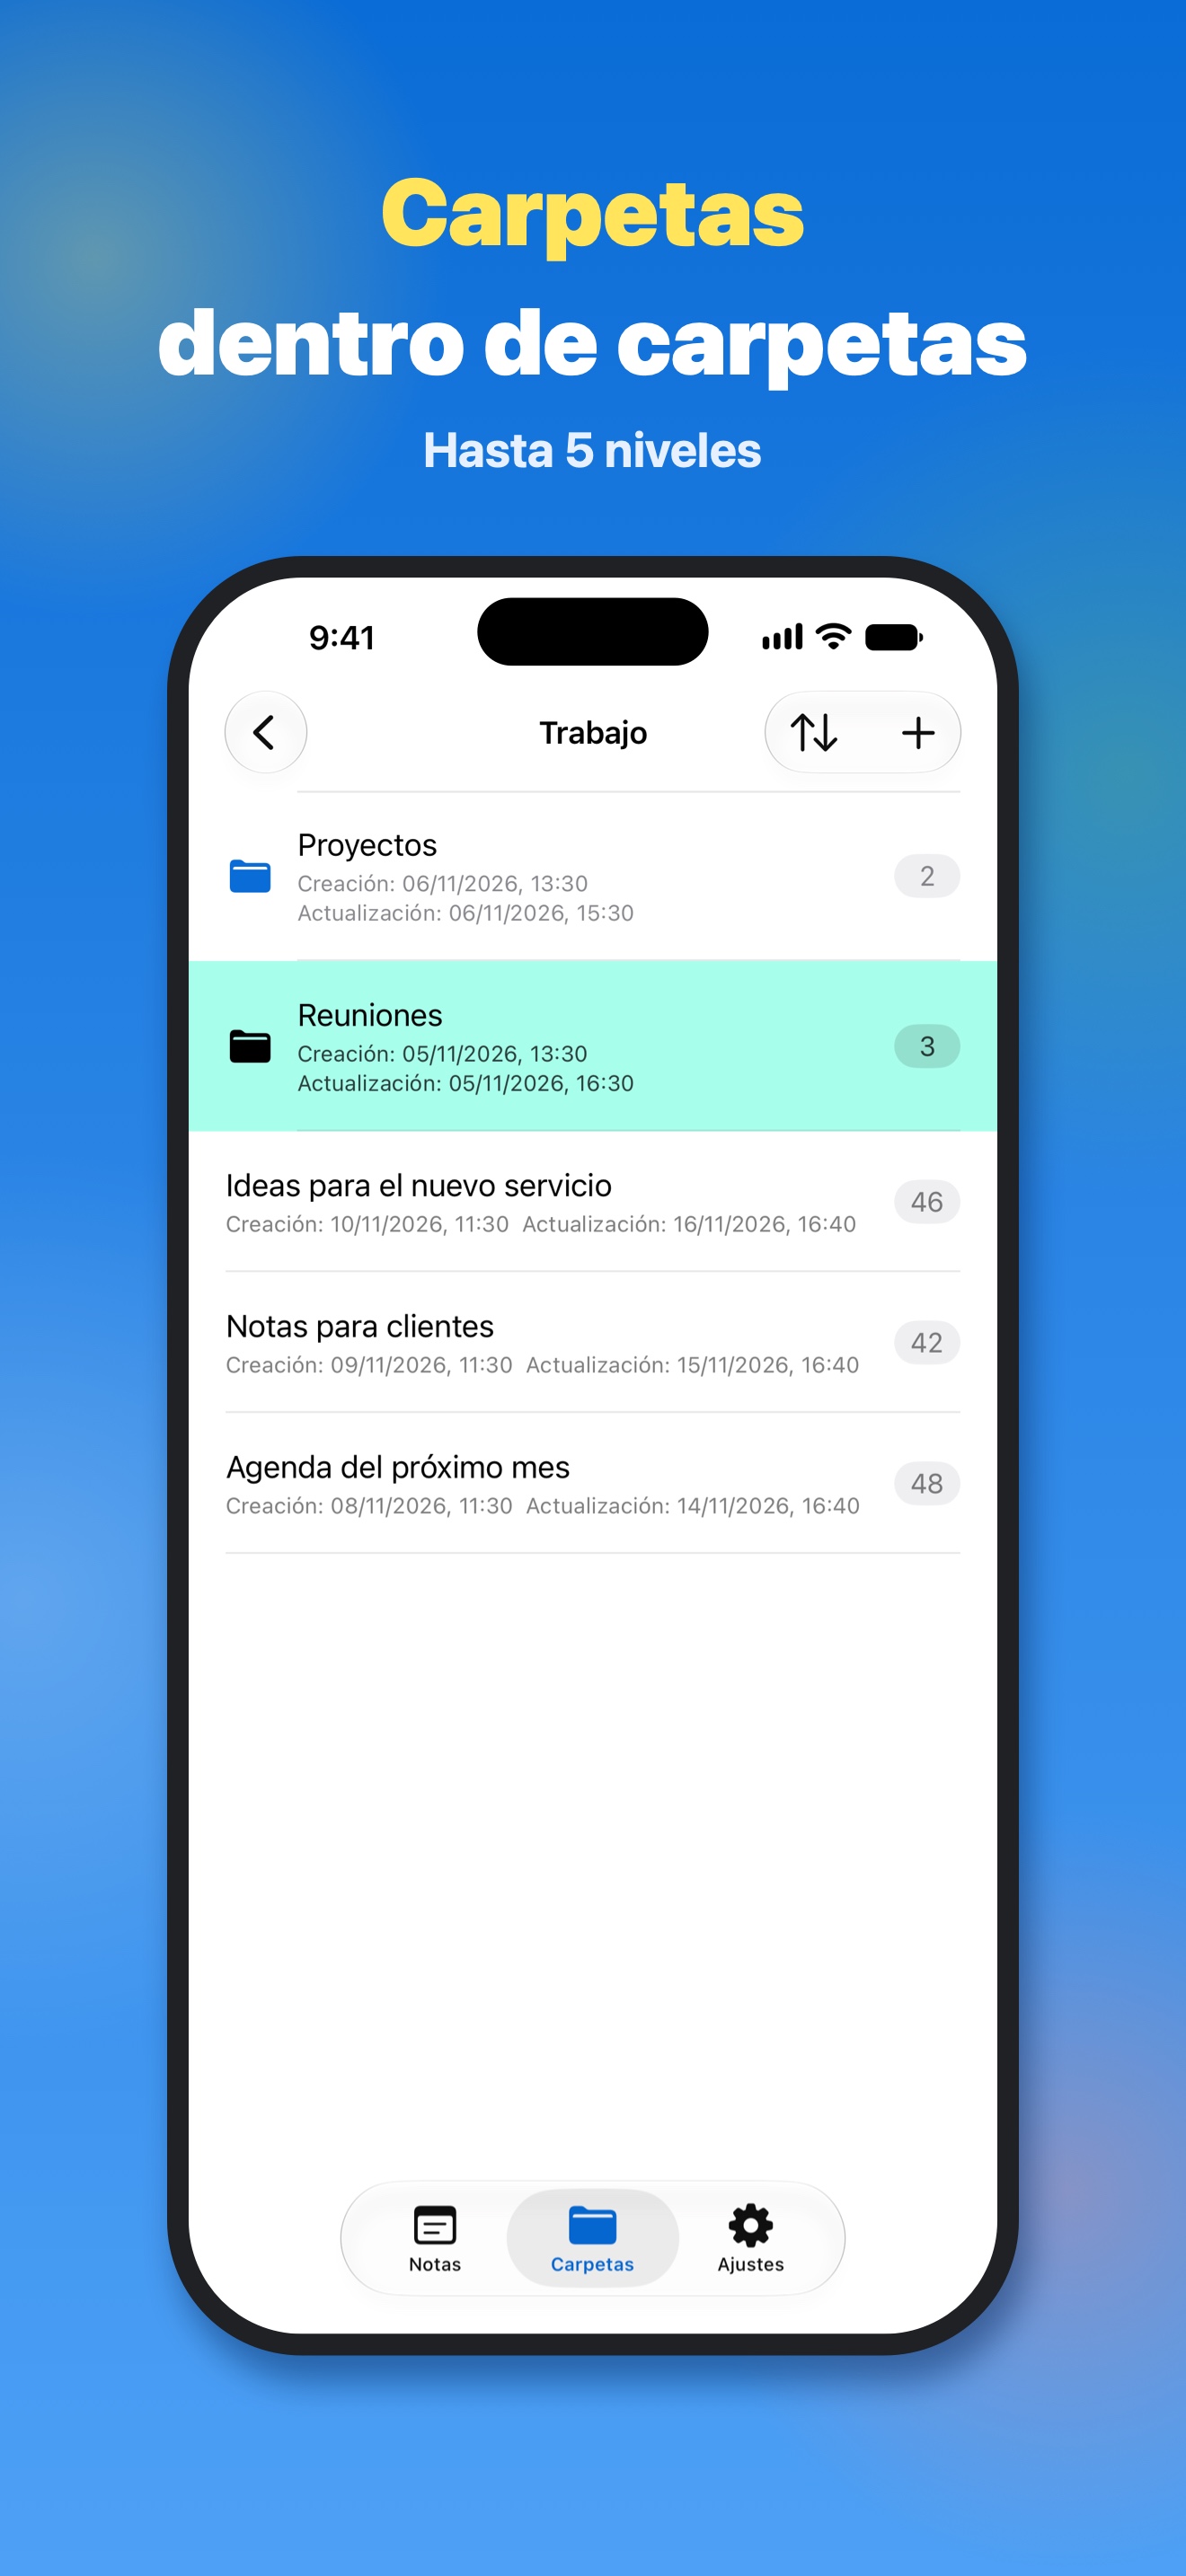 Carpetas
dentro de carpetas
Hasta 5 niveles
9:41
Trabajo
Proyectos
Creación: 06/11/2026, 13:30
Actualización: 06/11/2026, 15:30
2
Reuniones
Creación: 05/11/2026, 13:30
Actualización: 05/11/2026, 16:30
3
Ideas para el nuevo servicio
Creación: 10/11/2026, 11:30 Actualización: 16/11/2026, 16:40
46
Notas para clientes
Creación: 09/11/2026, 11:30 Actualización: 15/11/2026, 16:40
42
Agenda del próximo mes
Creación: 08/11/2026, 11:30 Actualización: 14/11/2026, 16:40
48
Notas
Carpetas
Ajustes